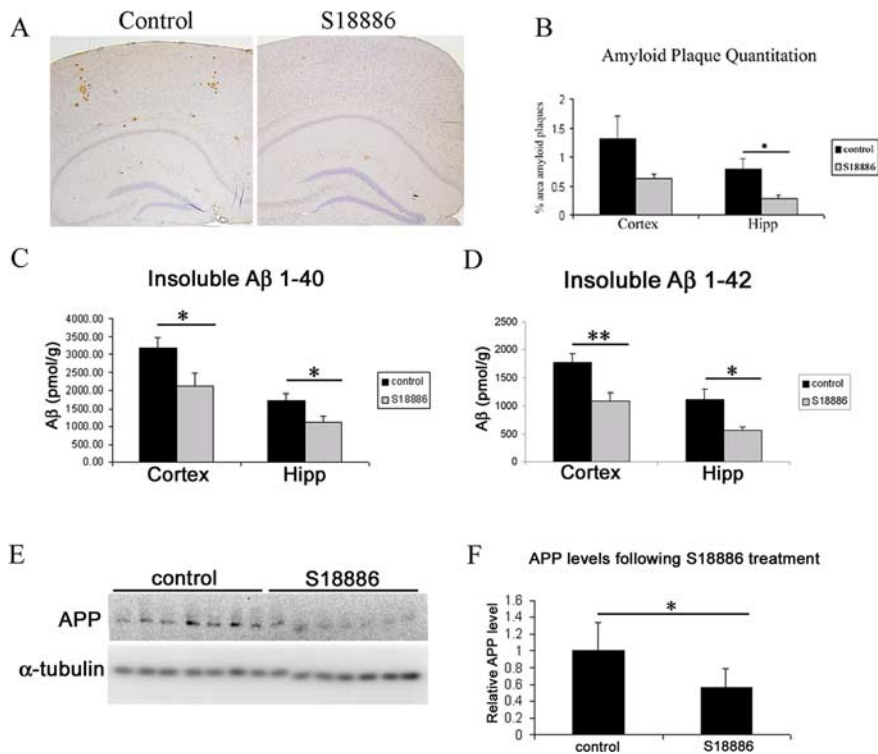 A
Control
S18886
B
Amyloid Plaque Quantitation
% area amyloid plaques
2
1.5
1
0.5
0
Cortex
Hipp
*
control
S18886
C
Insoluble Aβ 1-40
Aβ (pmol/g)
4000.00
3500.00
3000.00
2500.00
2000.00
1500.00
1000.00
500.00
0.00
*
*
Cortex
Hipp
control
S18886
D
Insoluble Aβ 1-42
Aβ (pmol/g)
2500
2000
1500
1000
500
0
**
*
Cortex
Hipp
control
S18886
E
control
S18886
APP
α-tubulin
F
APP levels following S18886 treatment
Relative APP level
1.6
1.4
1.2
1
0.8
0.6
0.4
0.2
0
*
control
S18886